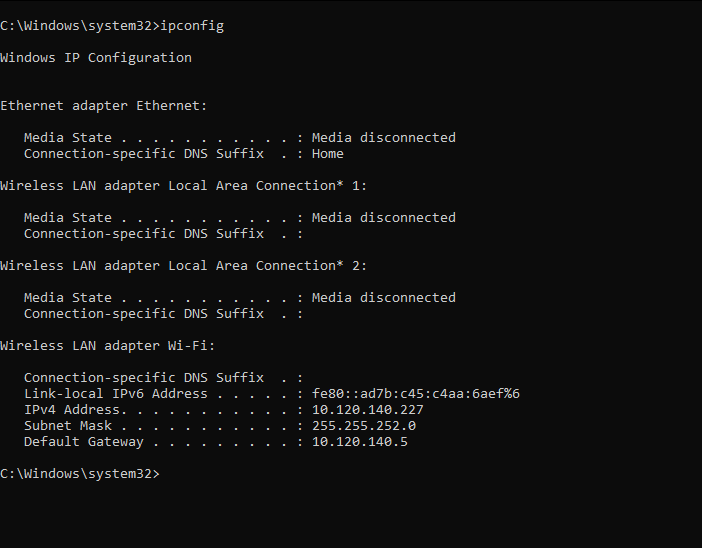 C:\Windows\system32>ipconfig
Windows IP Configuration
Ethernet adapter Ethernet:
   Media State . . . . . . . . . . . : Media disconnected
   Connection-specific DNS Suffix  . : Home
Wireless LAN adapter Local Area Connection* 1:
   Media State . . . . . . . . . . . : Media disconnected
   Connection-specific DNS Suffix  . :
Wireless LAN adapter Local Area Connection* 2:
   Media State . . . . . . . . . . . : Media disconnected
   Connection-specific DNS Suffix  . :
Wireless LAN adapter Wi-Fi:
   Connection-specific DNS Suffix  . :
   Link-local IPv6 Address . . . . . : fe80::ad7b:c45:c4aa:6aef%6
   IPv4 Address. . . . . . . . . . . : 10.120.140.227
   Subnet Mask . . . . . . . . . . . : 255.255.252.0
   Default Gateway . . . . . . . . . : 10.120.140.5
C:\Windows\system32>